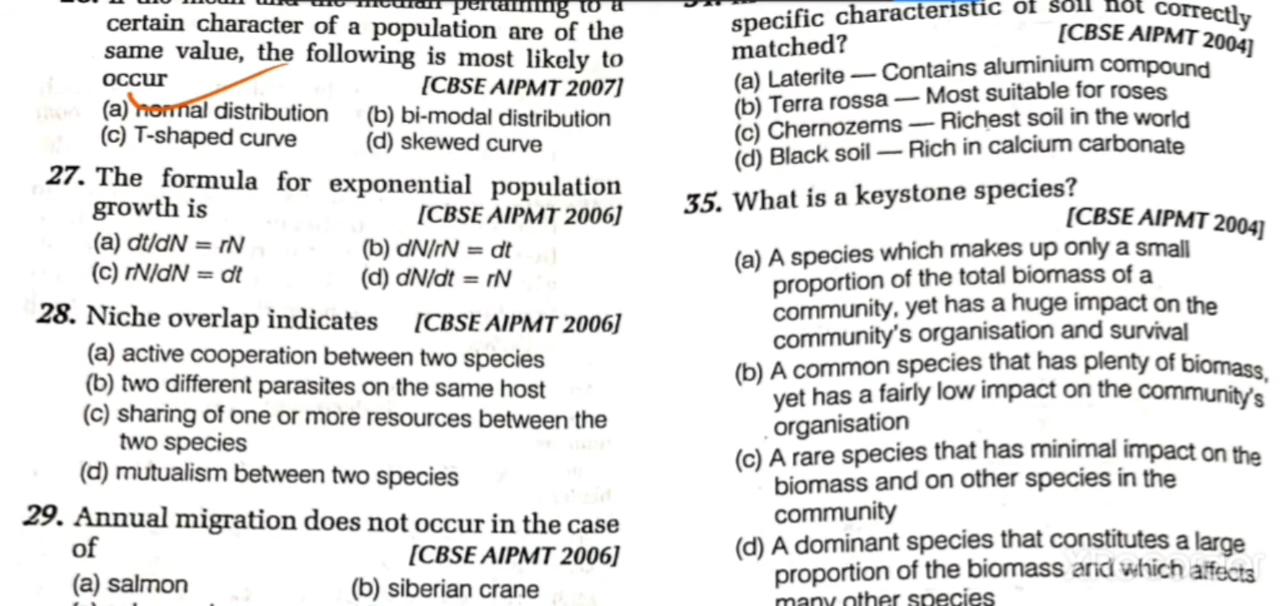 certain character of a population are of the
same value, the following is most likely to
occur [CBSE AIPMT 2007]
(a) normal distribution (b) bi-modal distribution
(c) T-shaped curve (d) skewed curve
27. The formula for exponential population
growth is [CBSE AIPMT 2006]
(a) dt/dN = rN (b) dN/rN = dt
(c) rN/dN = dt (d) dN/dt = rN
28. Niche overlap indicates [CBSE AIPMT 2006]
(a) active cooperation between two species
(b) two different parasites on the same host
(c) sharing of one or more resources between the
two species
(d) mutualism between two species
29. Annual migration does not occur in the case
of [CBSE AIPMT 2006]
(a) salmon (b) siberian crane
specific characteristic of soil not correctly
matched? [CBSE AIPMT 2004]
(a) Laterite — Contains aluminium compound
(b) Terra rossa — Most suitable for roses
(c) Chernozems — Richest soil in the world
(d) Black soil — Rich in calcium carbonate
35. What is a keystone species?
[CBSE AIPMT 2004]
(a) A species which makes up only a small
proportion of the total biomass of a
community, yet has a huge impact on the
community's organisation and survival
(b) A common species that has plenty of biomass,
yet has a fairly low impact on the community's
organisation
(c) A rare species that has minimal impact on the
biomass and on other species in the
community
(d) A dominant species that constitutes a large
proportion of the biomass and which affects
many other species